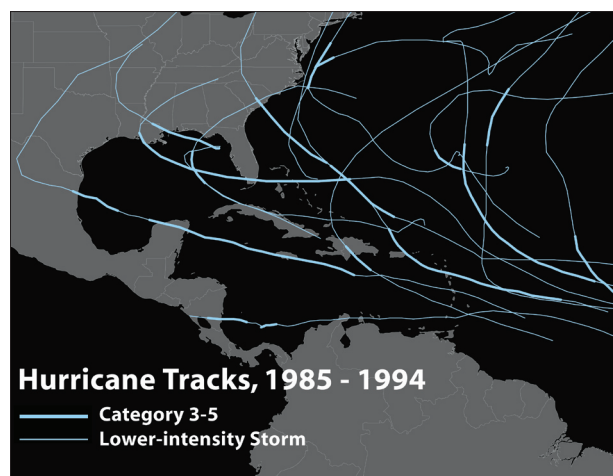 Hurricane Tracks, 1985 - 1994
Category 3-5
Lower-intensity Storm